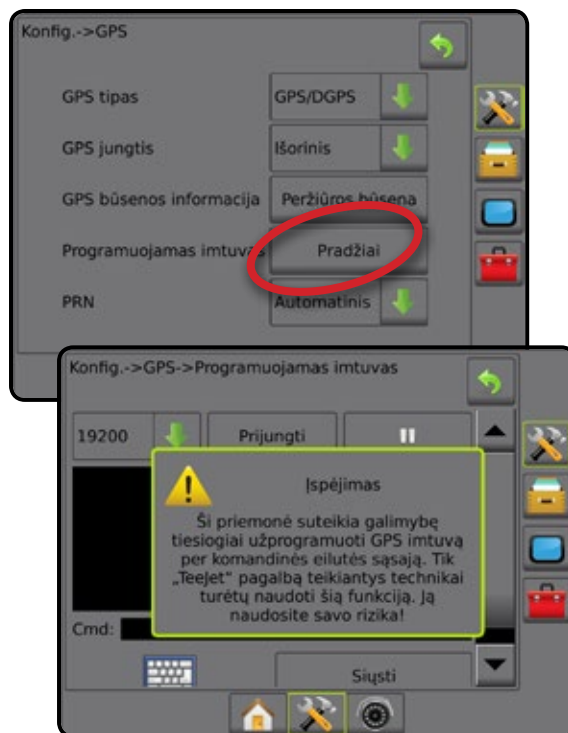 Konfig.->GPS
GPS tipas GPS/DGPS
GPS jungtis Išorinis
GPS būsenos informacija Peržiūros būsena
Programuojamas imtuvas Pradžiai
PRN Automatinis
Konfig.->GPS->Programuojamas imtuvas
19200 Prijungti
Įspėjimas
Ši priemonė suteikia galimybę
tiesiogiai užprogramuoti GPS imtuvą
per komandinės eilutės sąsają. Tik
„TeeJet“ pagalbą teikiantys technikai
turėtų naudoti šią funkciją. Ją
naudosite savo rizika!
Cmd:
Siųsti